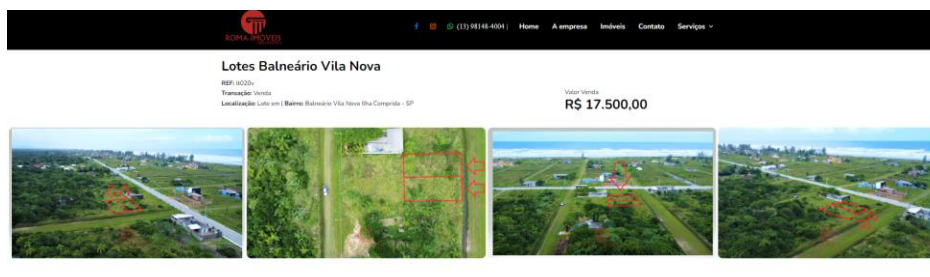 ROMA IMÓVEIS
(13) 98148-4004 | Home A empresa Imóveis Contato Serviços
Lotes Balneário Vila Nova
REF: lt020v
Transação: Venda
Localização: Lote em | Bairro: Balneário Vila Nova Ilha Comprida - SP
Valor Venda
R$ 17.500,00